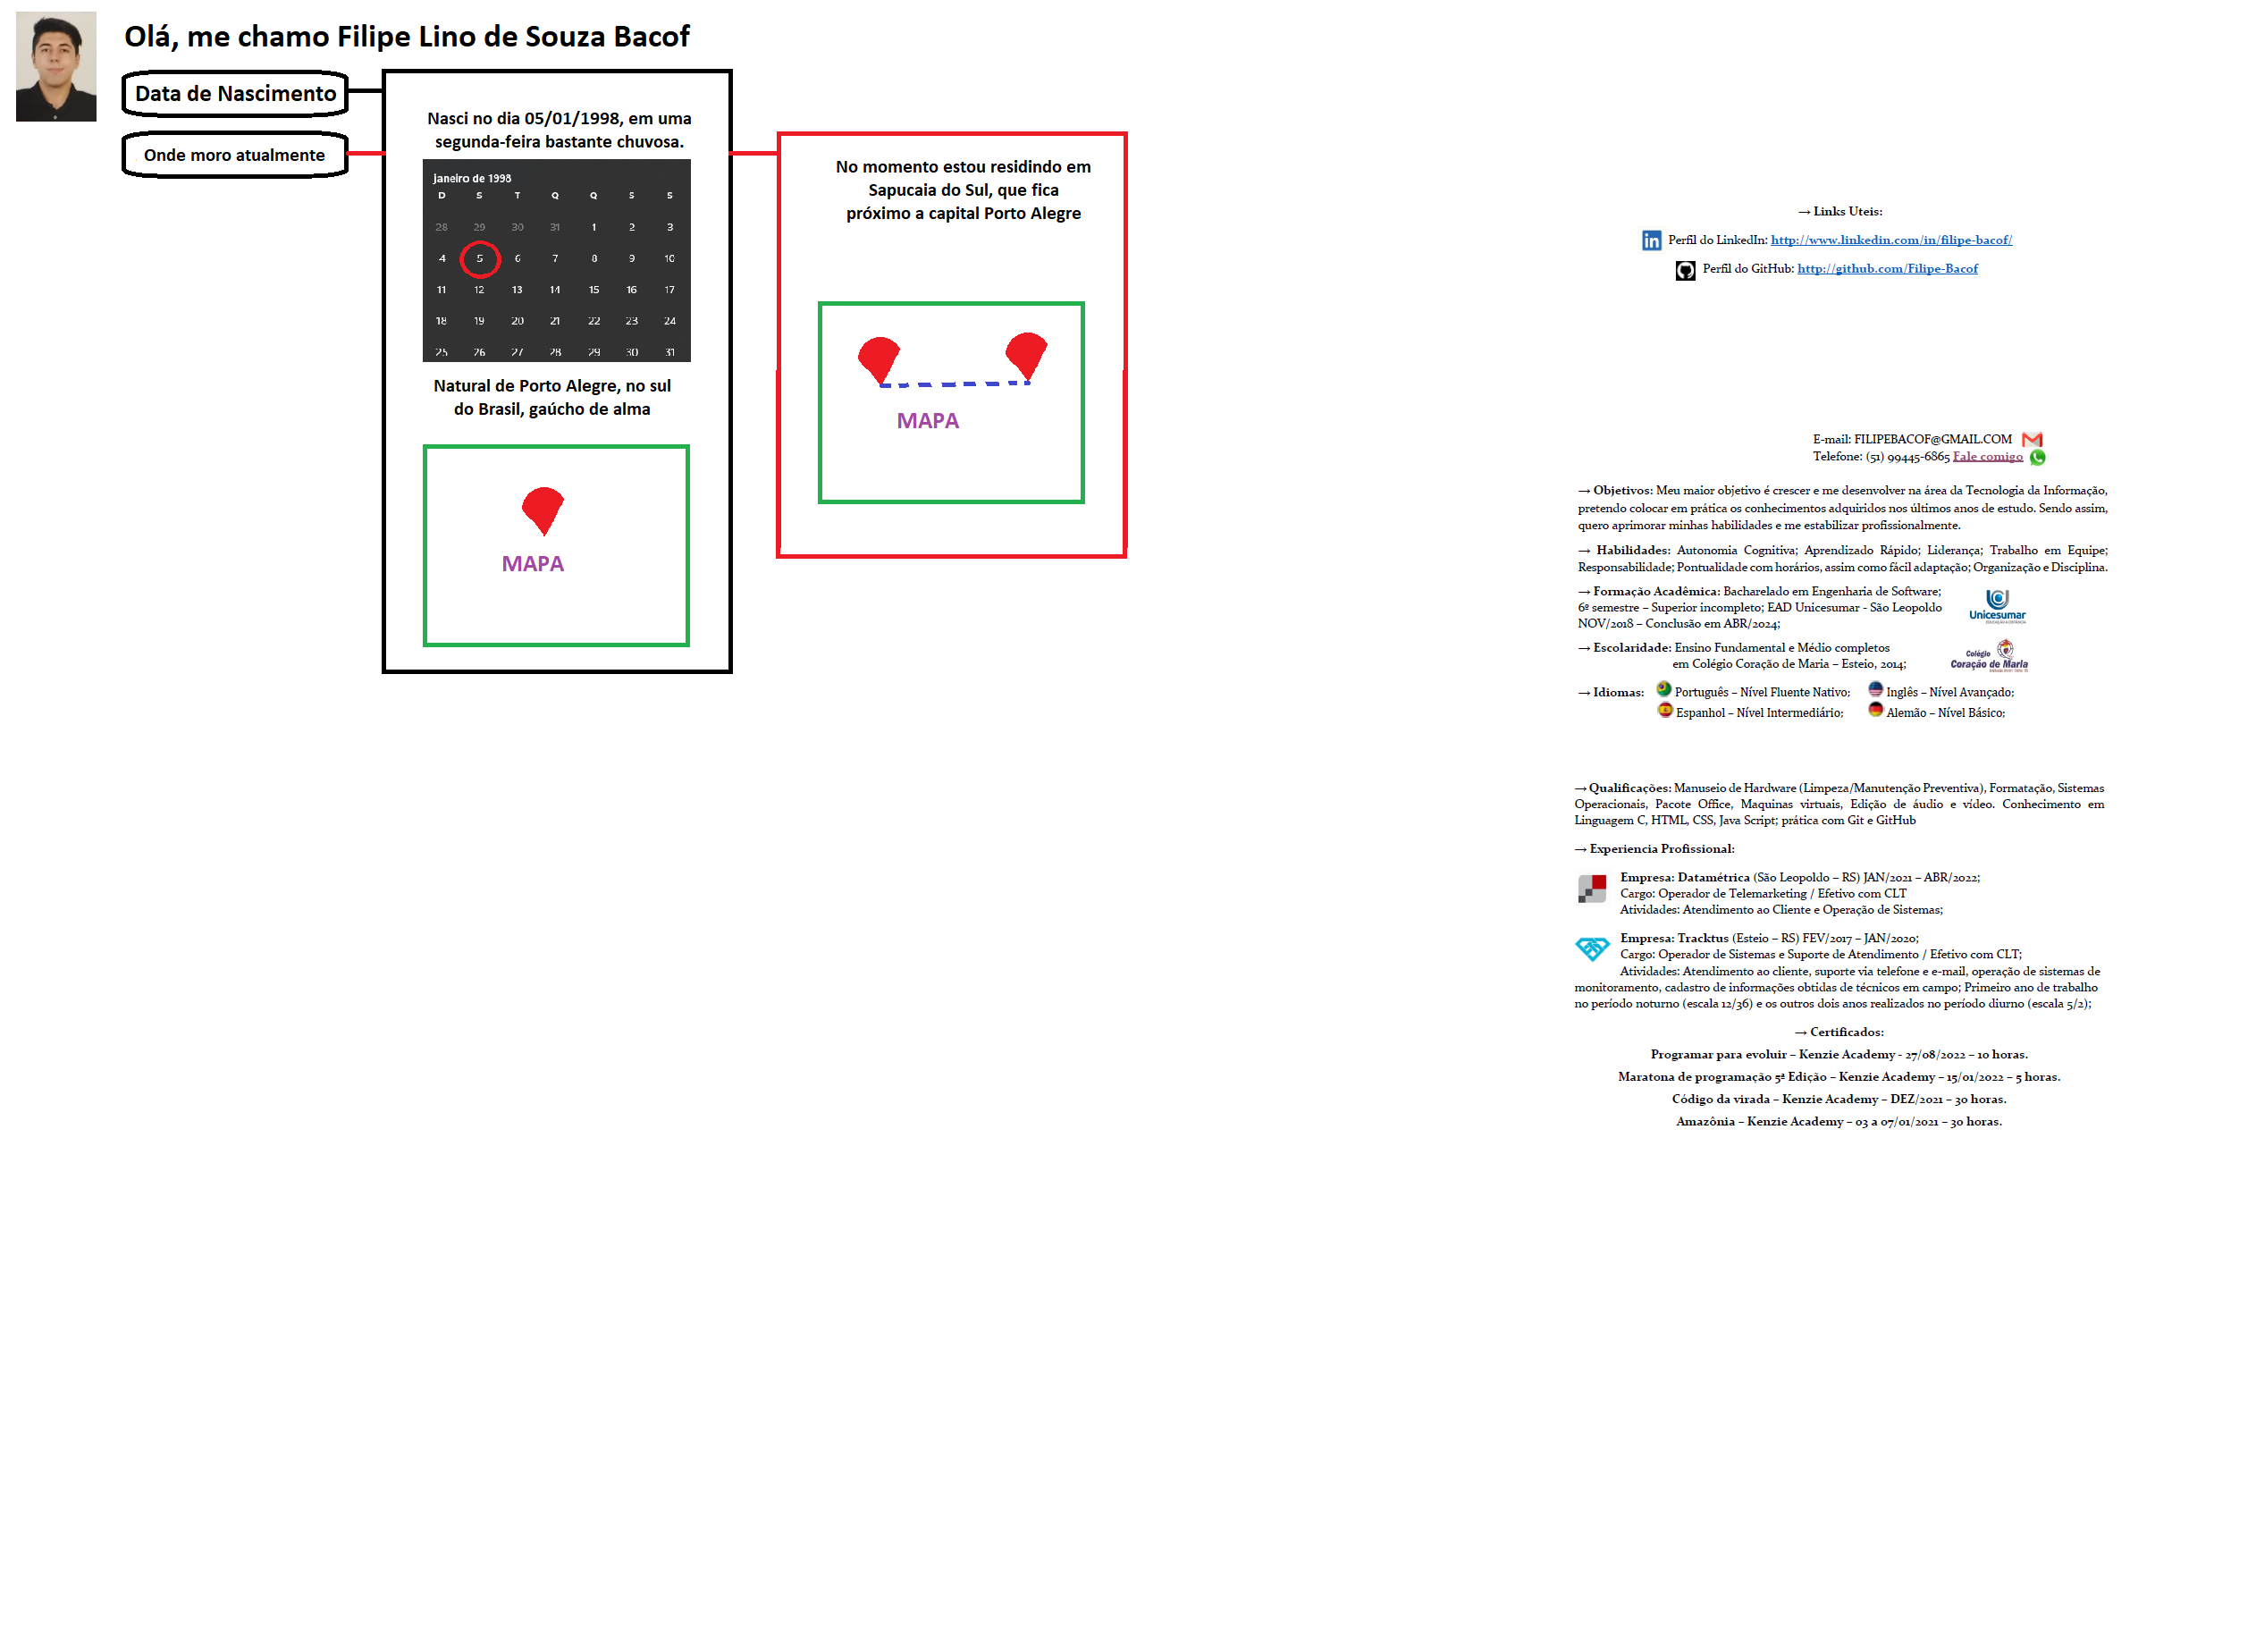 Olá, me chamo Filipe Lino de Souza Bacof
Data de Nascimento
Onde moro atualmente
Nasci no dia 05/01/1998, em uma
segunda-feira bastante chuvosa.
janeiro de 1998
D S T Q Q S S
28 29 30 31 1 2 3
4 5 6 7 8 9 10
11 12 13 14 15 16 17
18 19 20 21 22 23 24
25 26 27 28 29 30 31
Natural de Porto Alegre, no sul
do Brasil, gaúcho de alma
MAPA
No momento estou residindo em
Sapucaia do Sul, que fica
próximo a capital Porto Alegre
MAPA
→ Links Uteis:
in Perfil do LinkedIn: http://www.linkedin.com/in/filipe-bacof/
Perfil do GitHub: http://github.com/Filipe-Bacof
E-mail: FILIPEBACOF@GMAIL.COM
Telefone: (51) 99445-6865 Fale comigo
→ Objetivos: Meu maior objetivo é crescer e me desenvolver na área da Tecnologia da Informação,
pretendo colocar em prática os conhecimentos adquiridos nos últimos anos de estudo. Sendo assim,
quero aprimorar minhas habilidades e me estabilizar profissionalmente.
→ Habilidades: Autonomia Cognitiva; Aprendizado Rápido; Liderança; Trabalho em Equipe;
Responsabilidade; Pontualidade com horários, assim como fácil adaptação; Organização e Disciplina.
→ Formação Acadêmica: Bacharelado em Engenharia de Software;
6º semestre – Superior incompleto; EAD Unicesumar - São Leopoldo
NOV/2018 – Conclusão em ABR/2024;
Unicesumar
→ Escolaridade: Ensino Fundamental e Médio completos
em Colégio Coração de Maria – Esteio, 2014;
Colégio
Coração de Maria
→ Idiomas: Português – Nível Fluente Nativo; Inglês – Nível Avançado;
Espanhol – Nível Intermediário; Alemão – Nível Básico;
→ Qualificações: Manuseio de Hardware (Limpeza/Manutenção Preventiva), Formatação, Sistemas
Operacionais, Pacote Office, Maquinas virtuais, Edição de áudio e vídeo. Conhecimento em
Linguagem C, HTML, CSS, Java Script; prática com Git e GitHub
→ Experiencia Profissional:
Empresa: Datamétrica (São Leopoldo – RS) JAN/2021 – ABR/2022;
Cargo: Operador de Telemarketing / Efetivo com CLT
Atividades: Atendimento ao Cliente e Operação de Sistemas;
Empresa: Tracktus (Esteio – RS) FEV/2017 – JAN/2020;
Cargo: Operador de Sistemas e Suporte de Atendimento / Efetivo com CLT;
Atividades: Atendimento ao cliente, suporte via telefone e e-mail, operação de sistemas de
monitoramento, cadastro de informações obtidas de técnicos em campo; Primeiro ano de trabalho
no período noturno (escala 12/36) e os outros dois anos realizados no período diurno (escala 5/2);
→ Certificados:
Programar para evoluir – Kenzie Academy - 27/08/2022 – 10 horas.
Maratona de programação 5ª Edição – Kenzie Academy – 15/01/2022 – 5 horas.
Código da virada – Kenzie Academy – DEZ/2021 – 30 horas.
Amazônia – Kenzie Academy – 03 a 07/01/2021 – 30 horas.